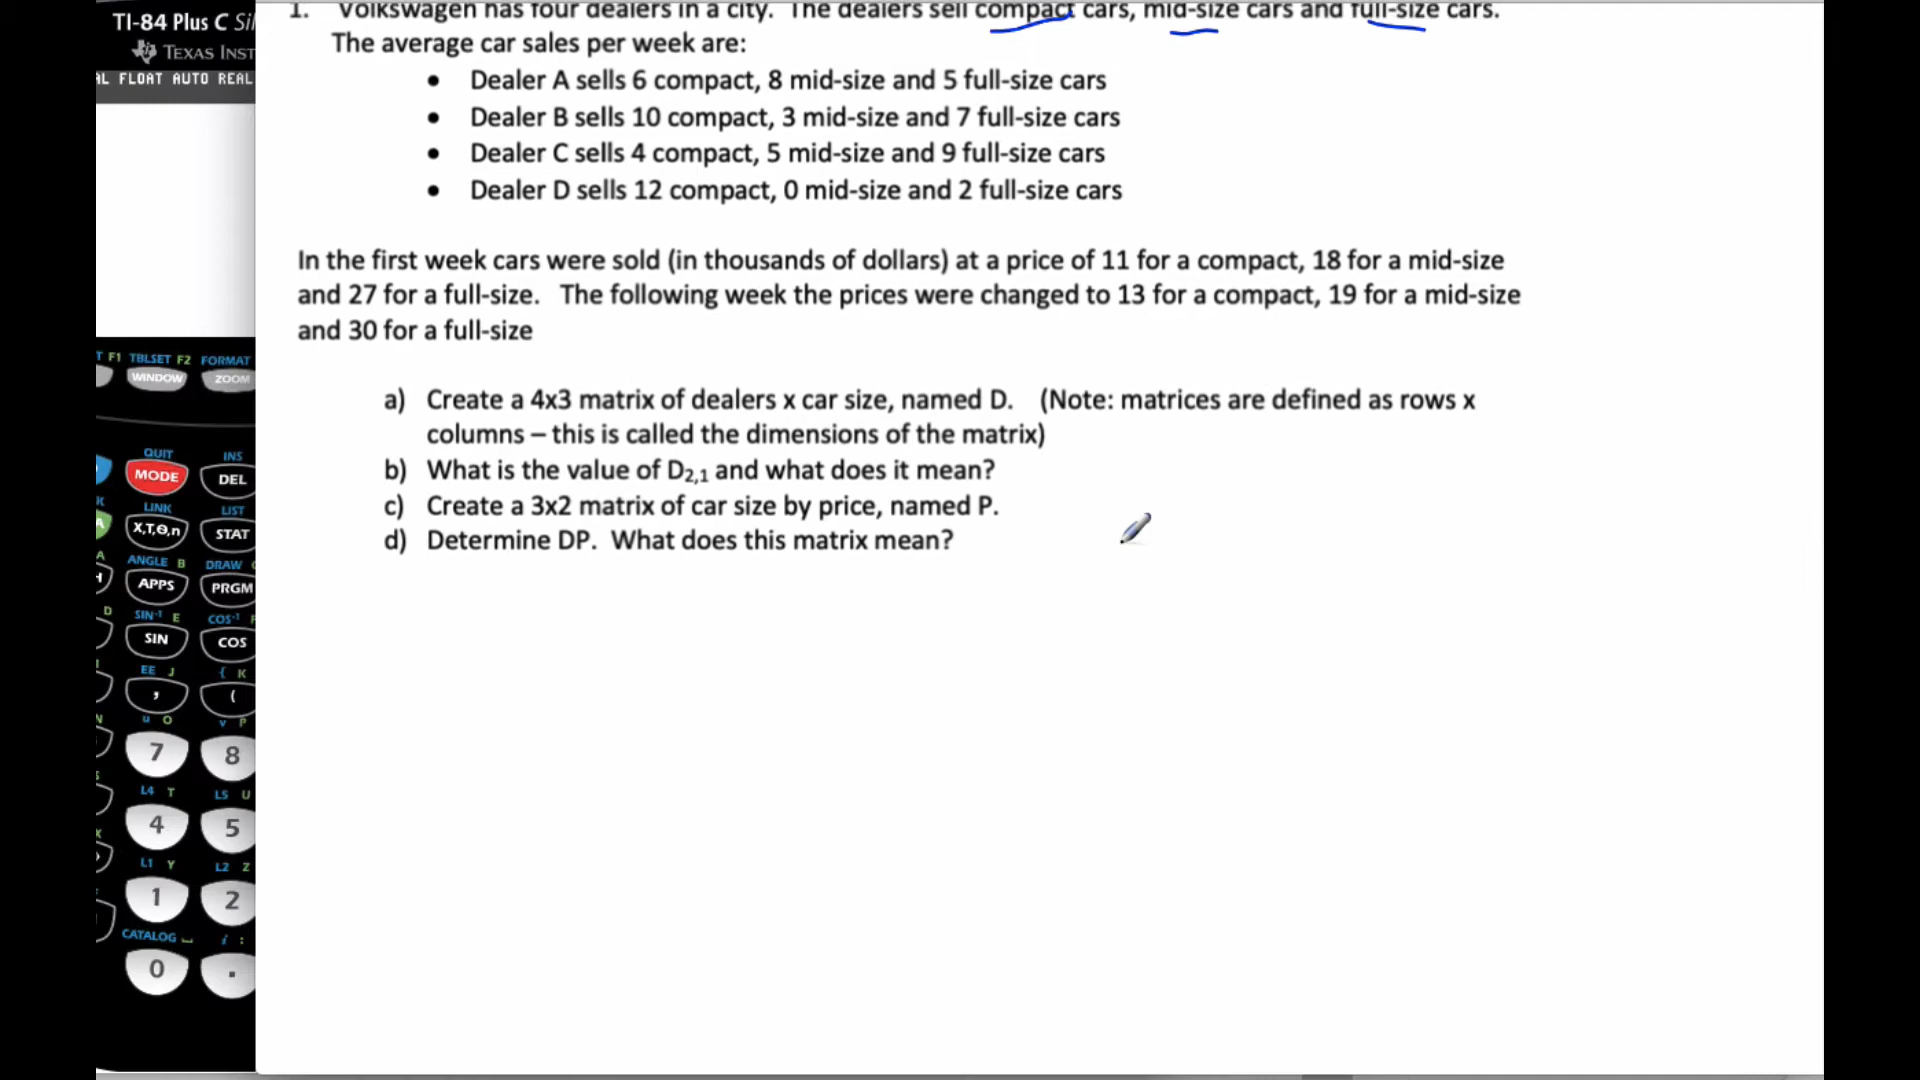 TI-84 Plus C Sil
TEXAS INST
AL FLOAT AUTO REAL
1. Volkswagen has four dealers in a city. The dealers sell compact cars, mid-size cars and full-size cars.
The average car sales per week are:
• Dealer A sells 6 compact, 8 mid-size and 5 full-size cars
• Dealer B sells 10 compact, 3 mid-size and 7 full-size cars
• Dealer C sells 4 compact, 5 mid-size and 9 full-size cars
• Dealer D sells 12 compact, 0 mid-size and 2 full-size cars
In the first week cars were sold (in thousands of dollars) at a price of 11 for a compact, 18 for a mid-size
and 27 for a full-size. The following week the prices were changed to 13 for a compact, 19 for a mid-size
and 30 for a full-size
a) Create a 4x3 matrix of dealers x car size, named D. (Note: matrices are defined as rows x
columns – this is called the dimensions of the matrix)
b) What is the value of D2,1 and what does it mean?
c) Create a 3x2 matrix of car size by price, named P.
d) Determine DP. What does this matrix mean?
T F1 TBLSET F2 FORMAT
WINDOW ZOOM
QUIT INS
MODE DEL
LINK LIST
X,T,Θ,n STAT
A ANGLE B DRAW
APPS PRGM
D SIN-1 E COS-1 F
SIN COS
EE J { K
, (
N u O v P
7 8
L4 T L5 U
4 5
L1 Y L2 Z
1 2
CATALOG i :
0 .